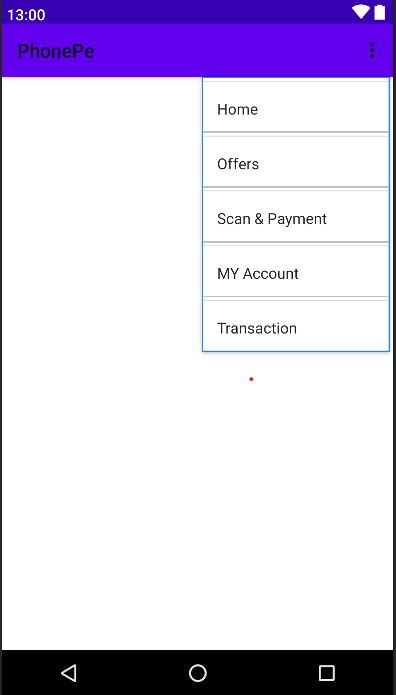 13:00
PhonePe
Home
Offers
Scan & Payment
MY Account
Transaction